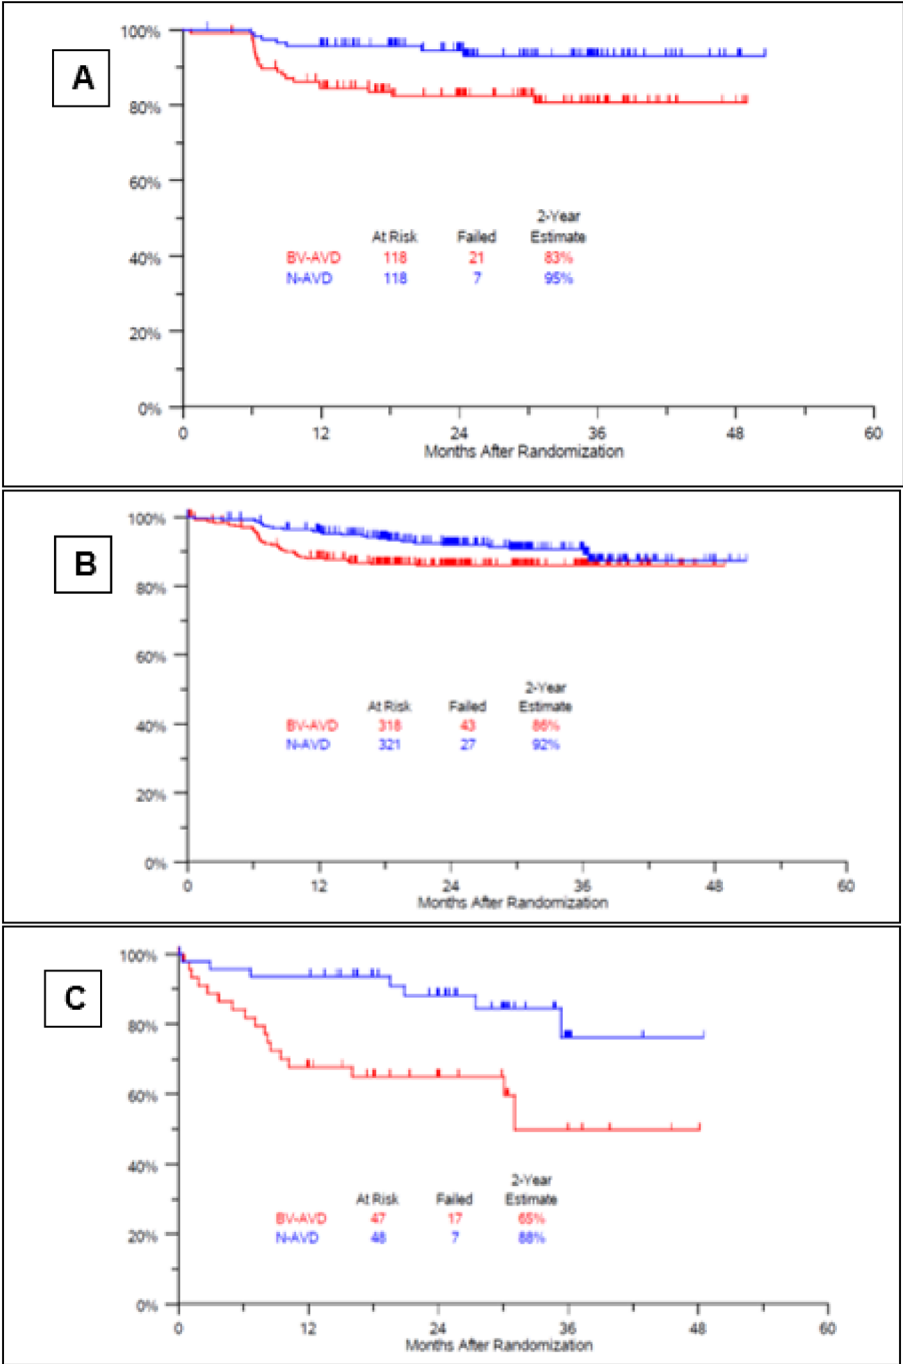 A
100%
80%
60%
40%
20%
0%
2-Year
At Risk Failed Estimate
BV-AVD 118 21 83%
N-AVD 118 7 95%
0 12 24 36 48 60
Months After Randomization
B
100%
80%
60%
40%
20%
0%
2-Year
At Risk Failed Estimate
BV-AVD 318 43 86%
N-AVD 321 27 92%
0 12 24 36 48 60
Months After Randomization
C
100%
80%
60%
40%
20%
0%
2-Year
At Risk Failed Estimate
BV-AVD 47 17 65%
N-AVD 48 7 88%
0 12 24 36 48 60
Months After Randomization